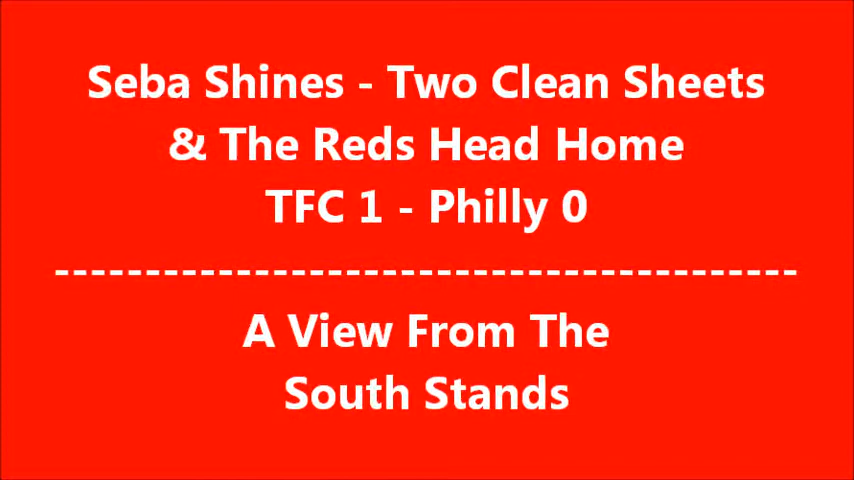 Seba Shines - Two Clean Sheets
& The Reds Head Home
TFC 1 - Philly 0
-----------------------------------------
A View From The
South Stands